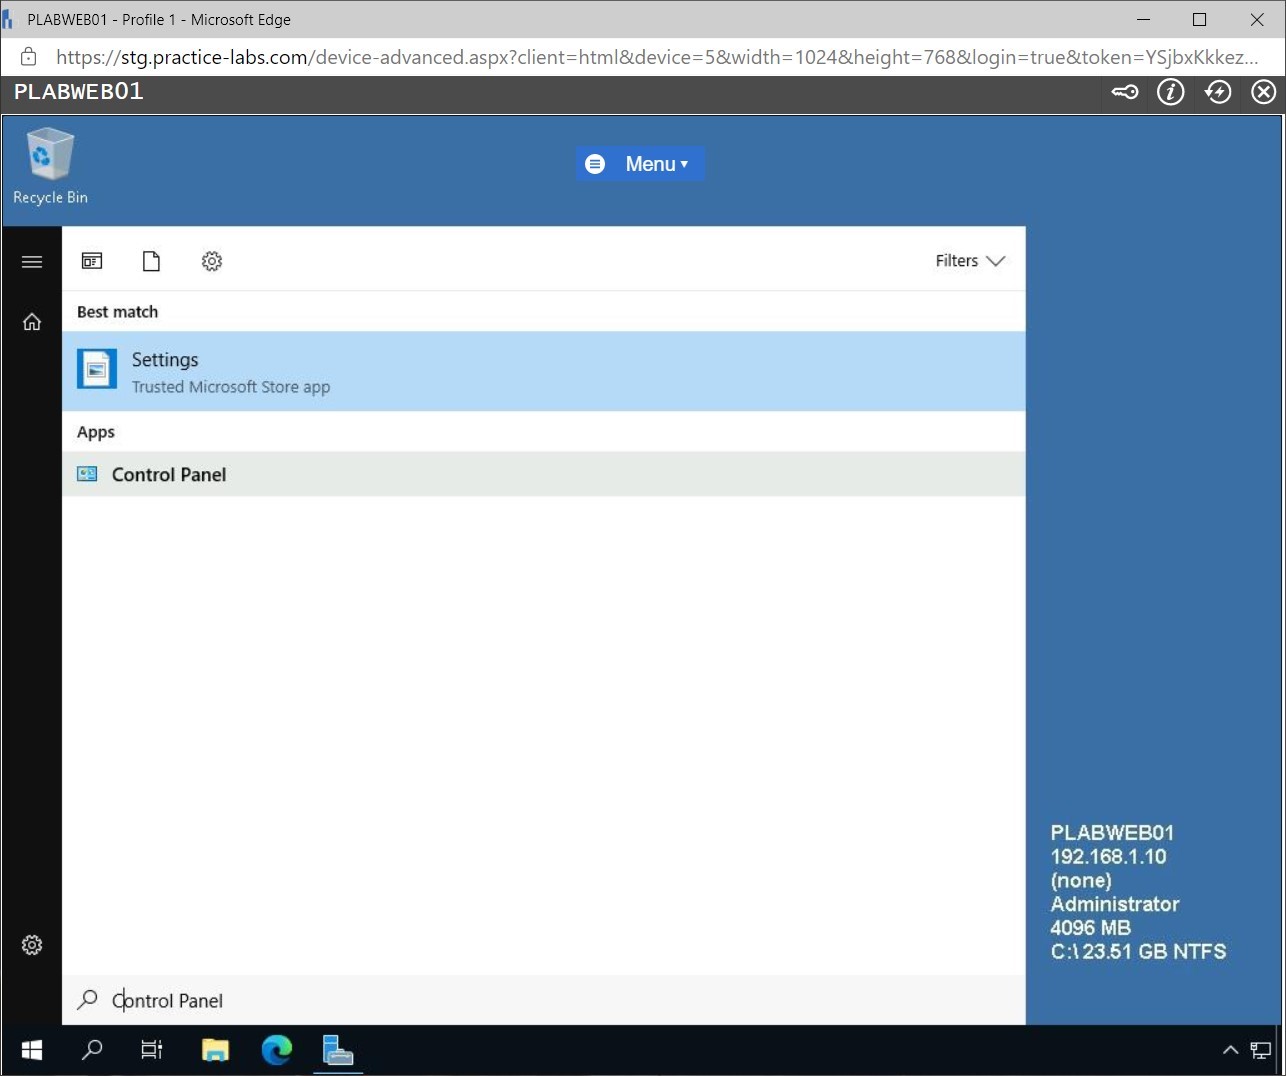 PLABWEB01 - Profile 1 - Microsoft Edge
https://stg.practice-labs.com/device-advanced.aspx?client=html&device=5&width=1024&height=768&login=true&token=YSjbxKkkez...
PLABWEB01
Recycle Bin
Menu
Filters
Best match
Settings
Trusted Microsoft Store app
Apps
Control Panel
PLABWEB01
192.168.1.10
(none)
Administrator
4096 MB
C:\ 23.51 GB NTFS
Control Panel